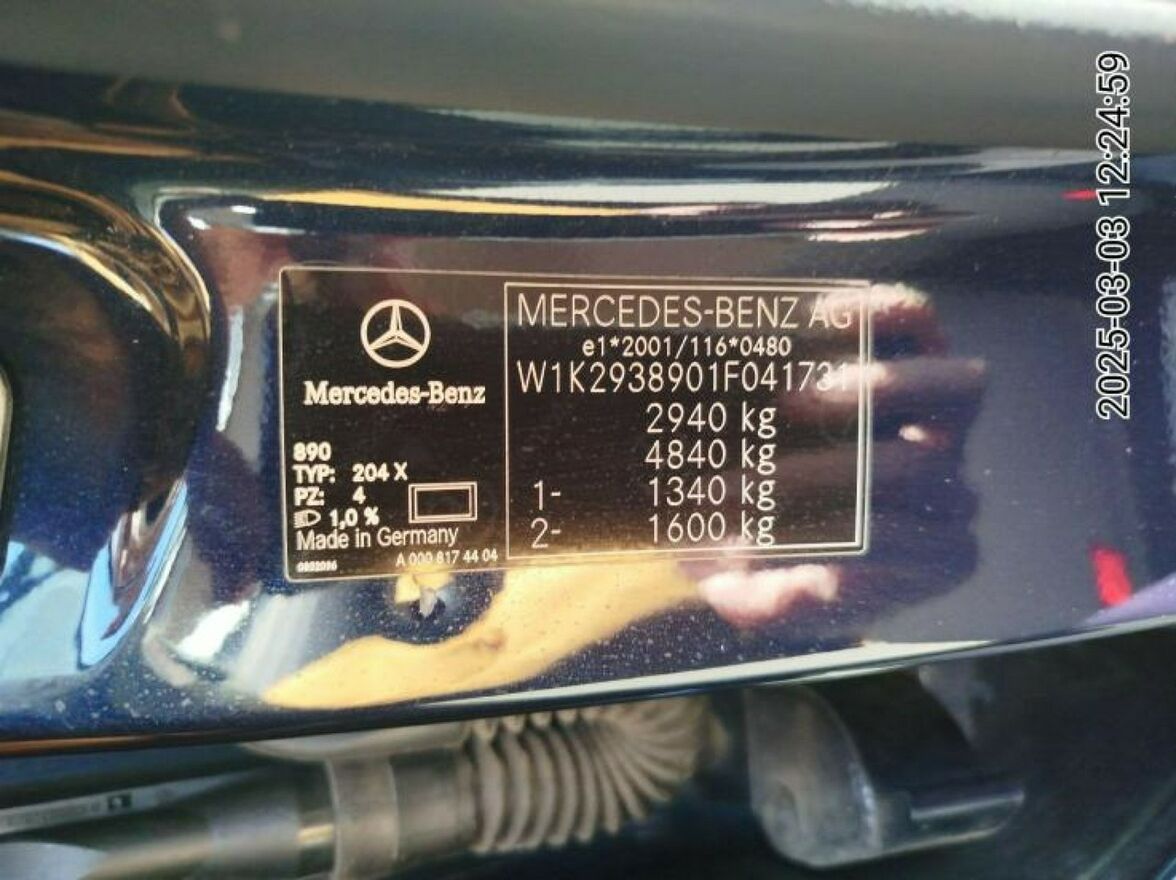 Mercedes-Benz
890
TYP: 204 X
PZ: 4
1,0 %
Made in Germany
A 000 817 44 04
MERCEDES-BENZ AG
e1*2001/116*0480
W1K2938901F041731
2940 kg
4840 kg
1- 1340 kg
2- 1600 kg
2025-03-03 12:24:59